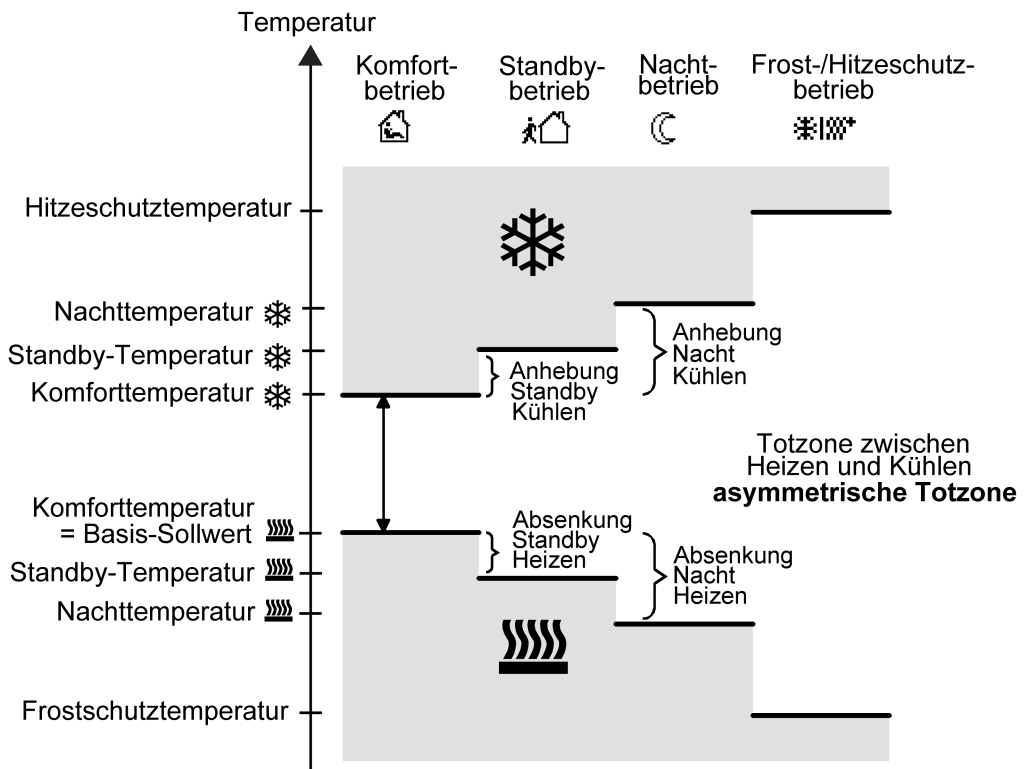 Temperatur
Komfort-
betrieb
Standby-
betrieb
Nacht-
betrieb
Frost-/Hitzeschutz-
betrieb
Hitzeschutztemperatur
Nachttemperatur
Standby-Temperatur
Komforttemperatur
Anhebung
Standby
Kühlen
Anhebung
Nacht
Kühlen
Totzone zwischen
Heizen und Kühlen
asymmetrische Totzone
Komforttemperatur
= Basis-Sollwert
Standby-Temperatur
Nachttemperatur
Absenkung
Standby
Heizen
Absenkung
Nacht
Heizen
Frostschutztemperatur